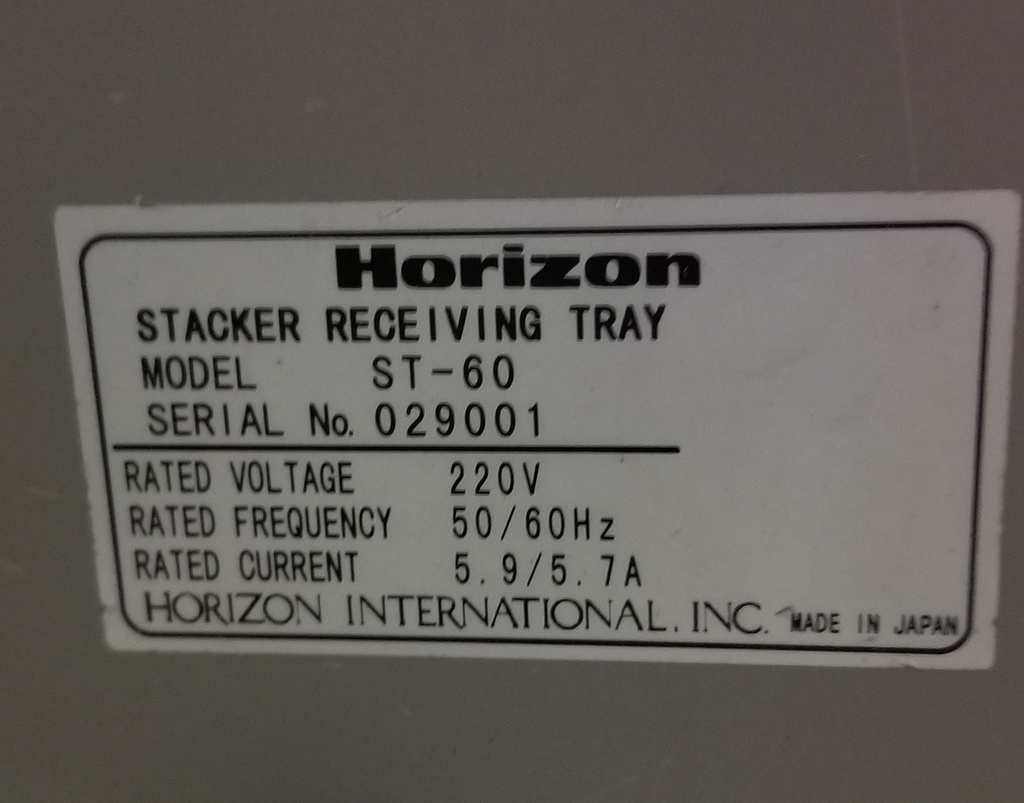 Horizon
STACKER RECEIVING TRAY
MODEL ST-60
SERIAL No. 029001
RATED VOLTAGE 220V
RATED FREQUENCY 50/60Hz
RATED CURRENT 5.9/5.7A
HORIZON INTERNATIONAL, INC. MADE IN JAPAN